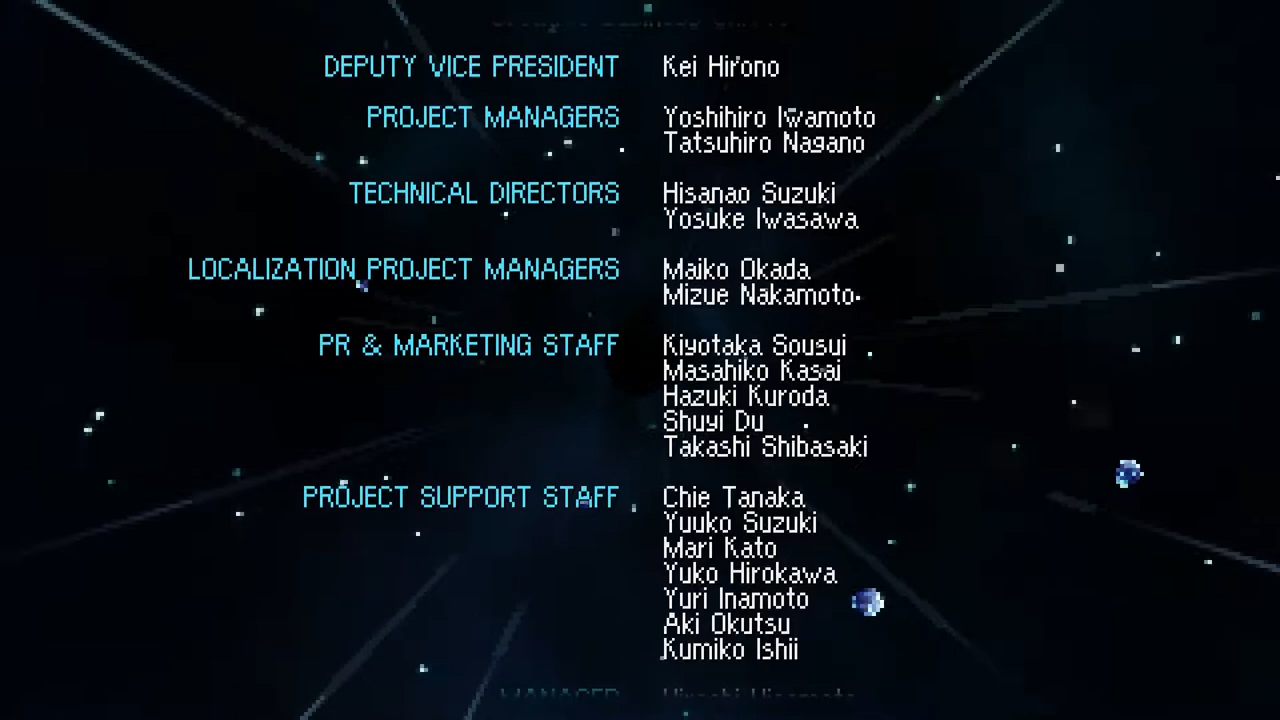 DEPUTY VICE PRESIDENT Kei Hirono
PROJECT MANAGERS Yoshihiro Iwamoto
Tatsuhiro Nagano
TECHNICAL DIRECTORS Hisanao Suzuki
Yosuke Iwasawa
LOCALIZATION PROJECT MANAGERS Maiko Okada
Mizue Nakamoto
PR & MARKETING STAFF Kiyotaka Sousui
Masahiko Kasai
Hazuki Kuroda
Shuyi Du
Takashi Shibasaki
PROJECT SUPPORT STAFF Chie Tanaka
Yuuko Suzuki
Mari Kato
Yuko Hirokawa
Yuri Inamoto
Aki Okutsu
Kumiko Ishii
MANAGER